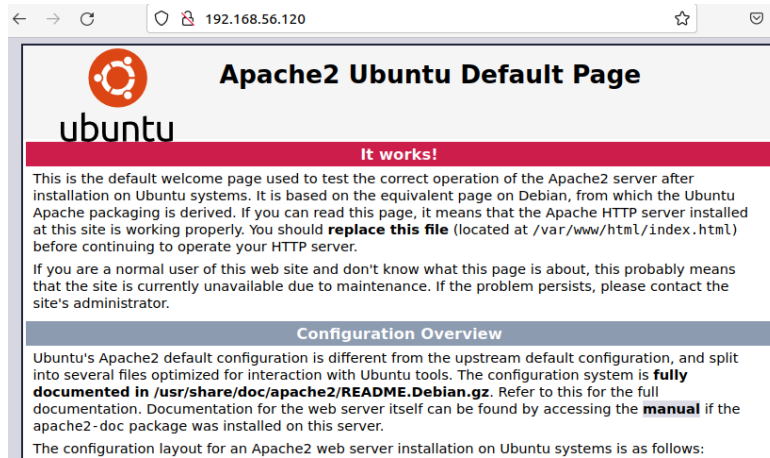 192.168.56.120
Apache2 Ubuntu Default Page
ubuntu
It works!
This is the default welcome page used to test the correct operation of the Apache2 server after
installation on Ubuntu systems. It is based on the equivalent page on Debian, from which the Ubuntu
Apache packaging is derived. If you can read this page, it means that the Apache HTTP server installed
at this site is working properly. You should replace this file (located at /var/www/html/index.html)
before continuing to operate your HTTP server.
If you are a normal user of this web site and don't know what this page is about, this probably means
that the site is currently unavailable due to maintenance. If the problem persists, please contact the
site's administrator.
Configuration Overview
Ubuntu's Apache2 default configuration is different from the upstream default configuration, and split
into several files optimized for interaction with Ubuntu tools. The configuration system is fully
documented in /usr/share/doc/apache2/README.Debian.gz. Refer to this for the full
documentation. Documentation for the web server itself can be found by accessing the manual if the
apache2-doc package was installed on this server.
The configuration layout for an Apache2 web server installation on Ubuntu systems is as follows: